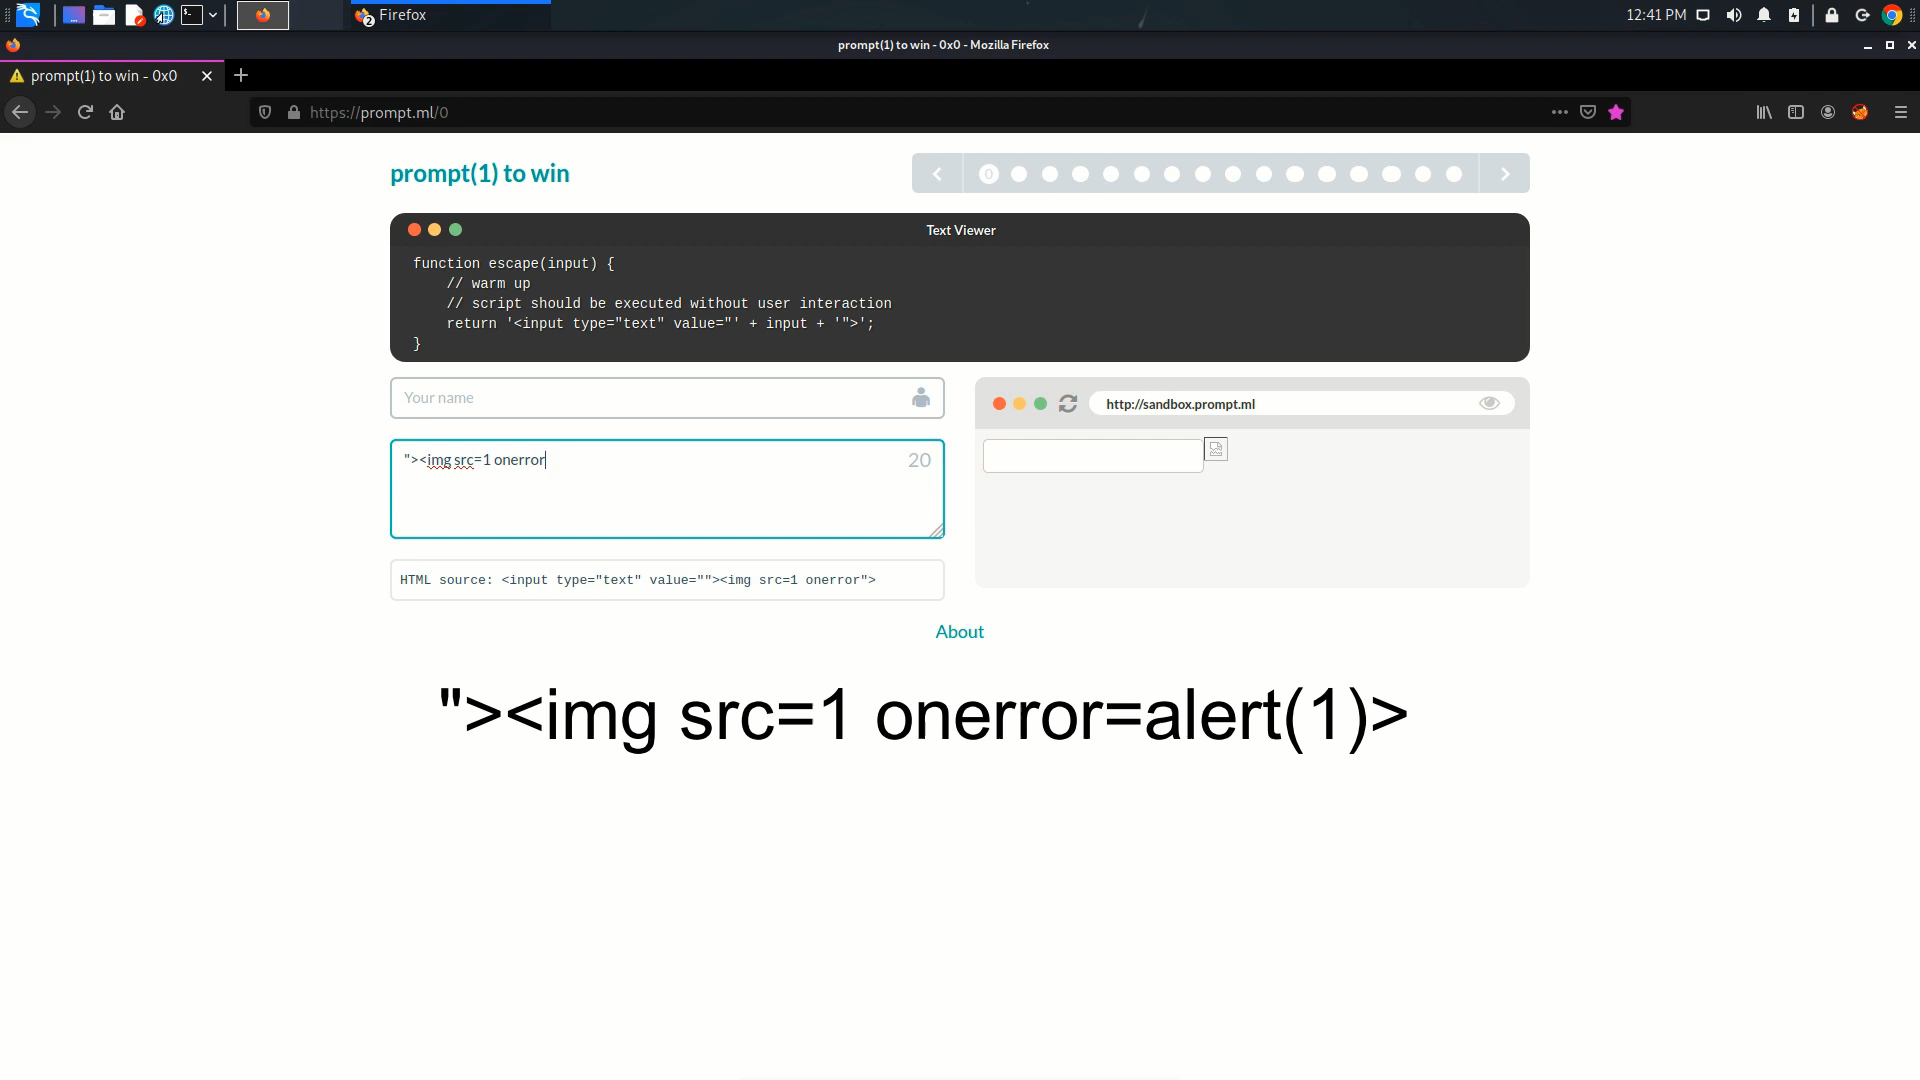 Firefox
12:41 PM
prompt(1) to win - 0x0 - Mozilla Firefox
prompt(1) to win - 0x0
https://prompt.ml/0
prompt(1) to win
0
Text Viewer
function escape(input) {
// warm up
// script should be executed without user interaction
return '<input type="text" value="' + input + '">';
}
Your name
http://sandbox.prompt.ml
"><img src=1 onerror
20
HTML source: <input type="text" value=""><img src=1 onerror">
About
"><img src=1 onerror=alert(1)>